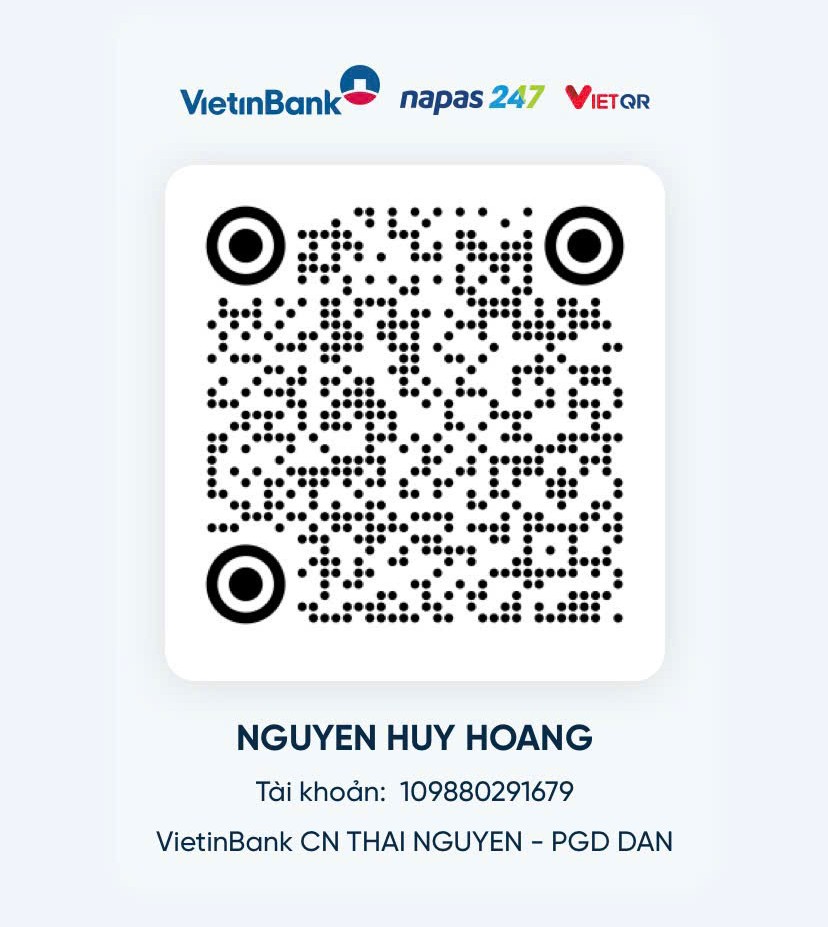 VietinBank napas 247 VIETQR
NGUYEN HUY HOANG
Tài khoản: 109880291679
VietinBank CN THAI NGUYEN - PGD DAN